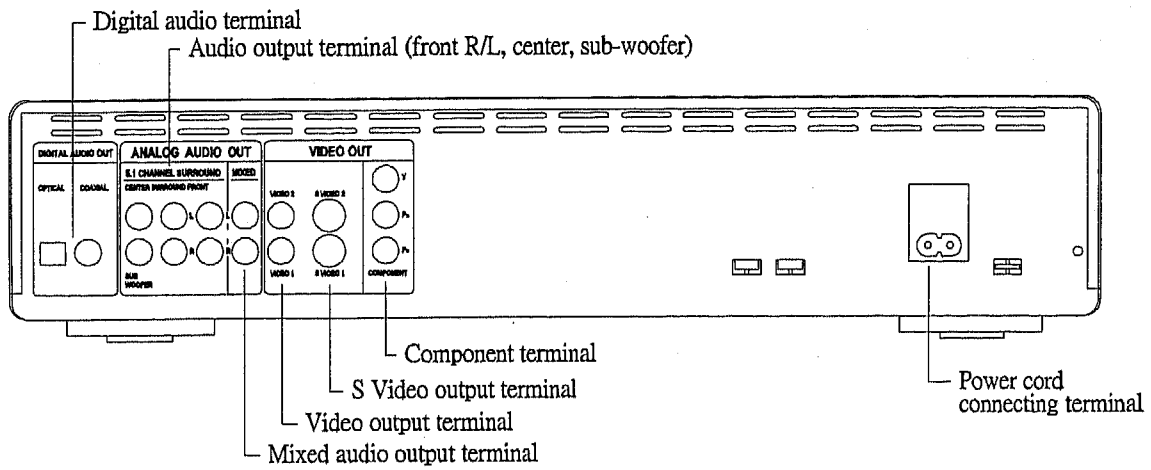 Digital audio terminal
Audio output terminal (front R/L, center, sub-woofer)
DIGITAL AUDIO OUT
ANALOG AUDIO OUT
VIDEO OUT
5.1 CHANNEL SURROUND
MIXED
OPTICAL
COAXIAL
CENTER SURROUND FRONT
VIDEO 2
S VIDEO 2
Y
L
L
R
R
SUB
WOOFER
VIDEO 1
S VIDEO 1
COMPONENT
Component terminal
S Video output terminal
Video output terminal
Mixed audio output terminal
Power cord
connecting terminal